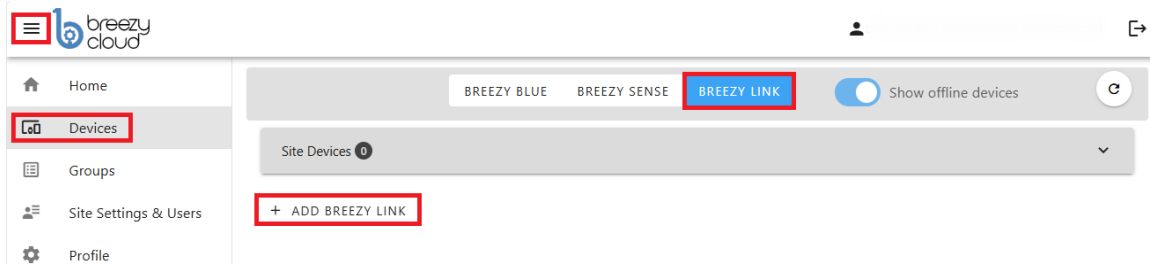 breezy
cloud
Home
Devices
Groups
Site Settings & Users
Profile
BREEZY BLUE BREEZY SENSE BREEZY LINK Show offline devices
Site Devices 0
+ ADD BREEZY LINK